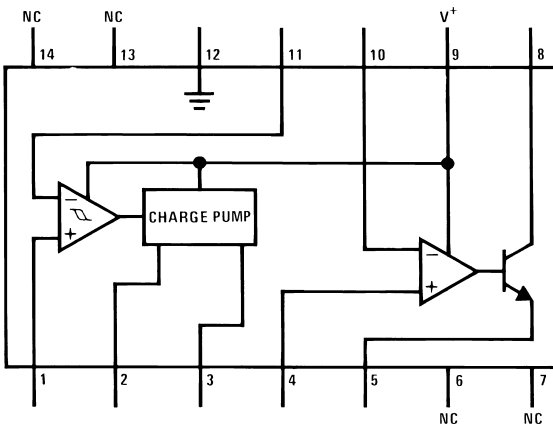 NC NC V+
14 13 12 11 10 9 8
−
+
CHARGE PUMP
−
+
1 2 3 4 5 6 7
NC NC